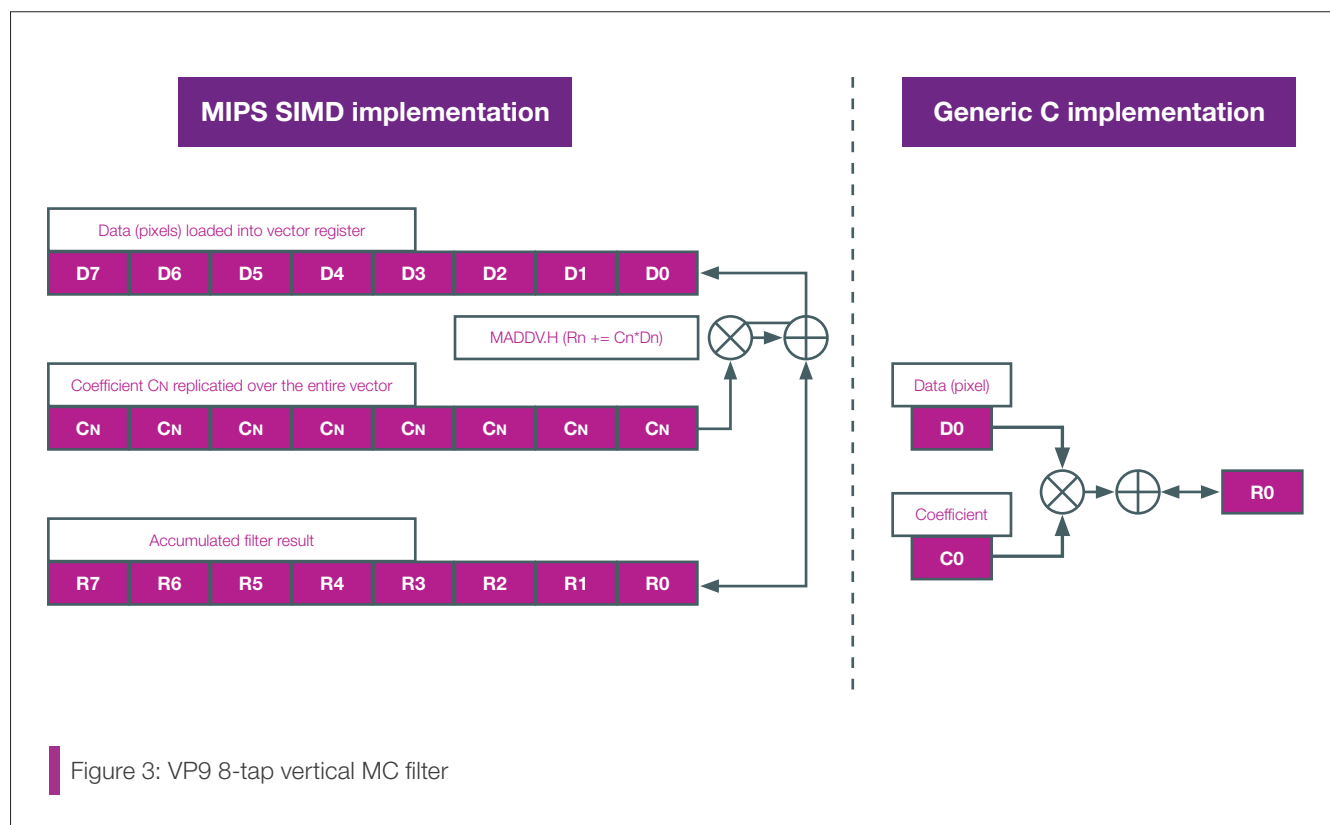 MIPS SIMD implementation
Data (pixels) loaded into vector register
D7 D6 D5 D4 D3 D2 D1 D0
MADDV.H (Rn += Cn*Dn)
Coefficient CN replicatied over the entire vector
CN CN CN CN CN CN CN CN
Accumulated filter result
R7 R6 R5 R4 R3 R2 R1 R0
Generic C implementation
Data (pixel)
D0
Coefficient
C0
R0
Figure 3: VP9 8-tap vertical MC filter